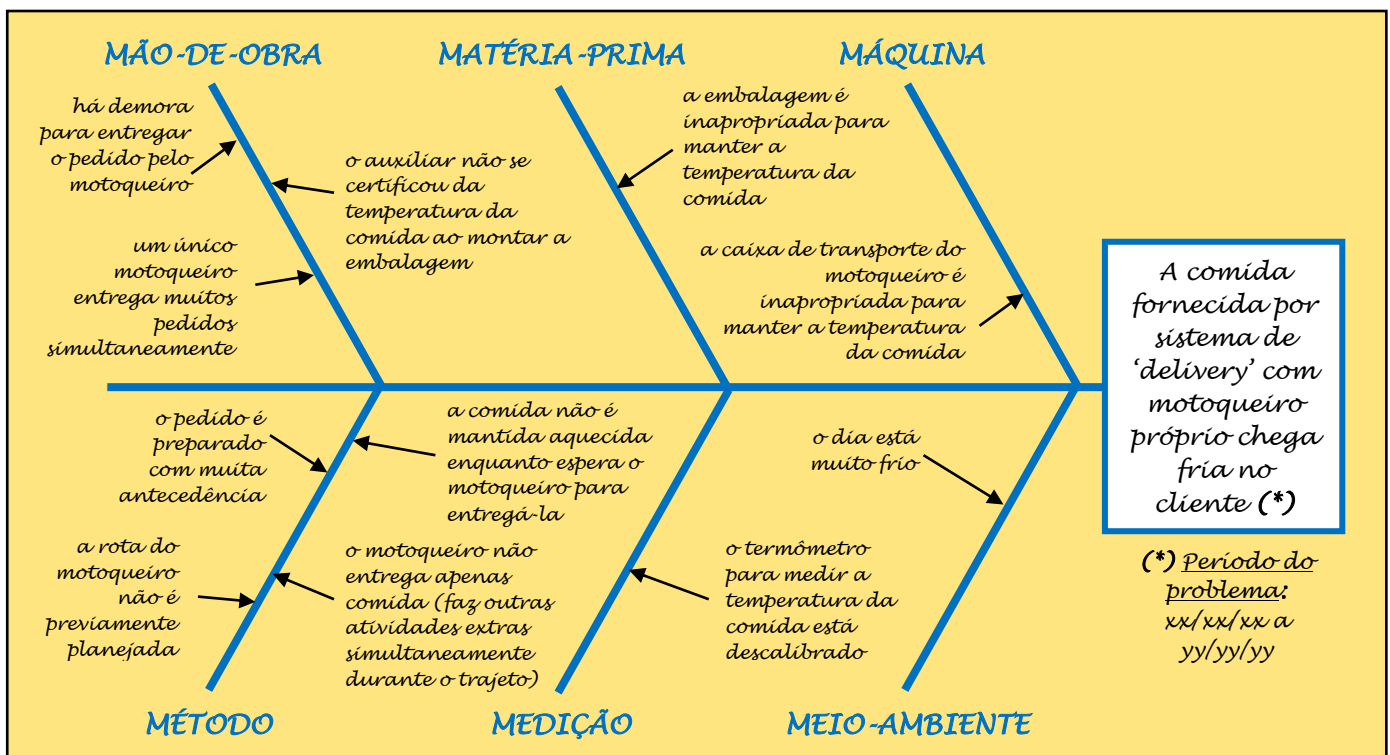 MÃO-DE-OBRA
MATÉRIA-PRIMA
MÁQUINA
há demora
para entregar
o pedido pelo
motoqueiro
o auxiliar não se
certificou da
temperatura da
comida ao montar a
embalagem
um único
motoqueiro
entrega muitos
pedidos
simultaneamente
a embalagem é
inapropriada para
manter a
temperatura da
comida
a caixa de transporte do
motoqueiro é
inapropriada para
manter a temperatura
da comida
A comida
fornecida por
sistema de
‘delivery’ com
motoqueiro
próprio chega
fria no
cliente (*)
(*) Período do
problema:
xx/xx/xx a
yy/yy/yy
o pedido é
preparado
com muita
antecedência
a comida não é
mantida aquecida
enquanto espera o
motoqueiro para
entregá-la
a rota do
motoqueiro
não é
previamente
planejada
o motoqueiro não
entrega apenas
comida (faz outras
atividades extras
simultaneamente
durante o trajeto)
o dia está
muito frio
o termômetro
para medir a
temperatura da
comida está
descalibrado
MÉTODO
MEDIÇÃO
MEIO-AMBIENTE